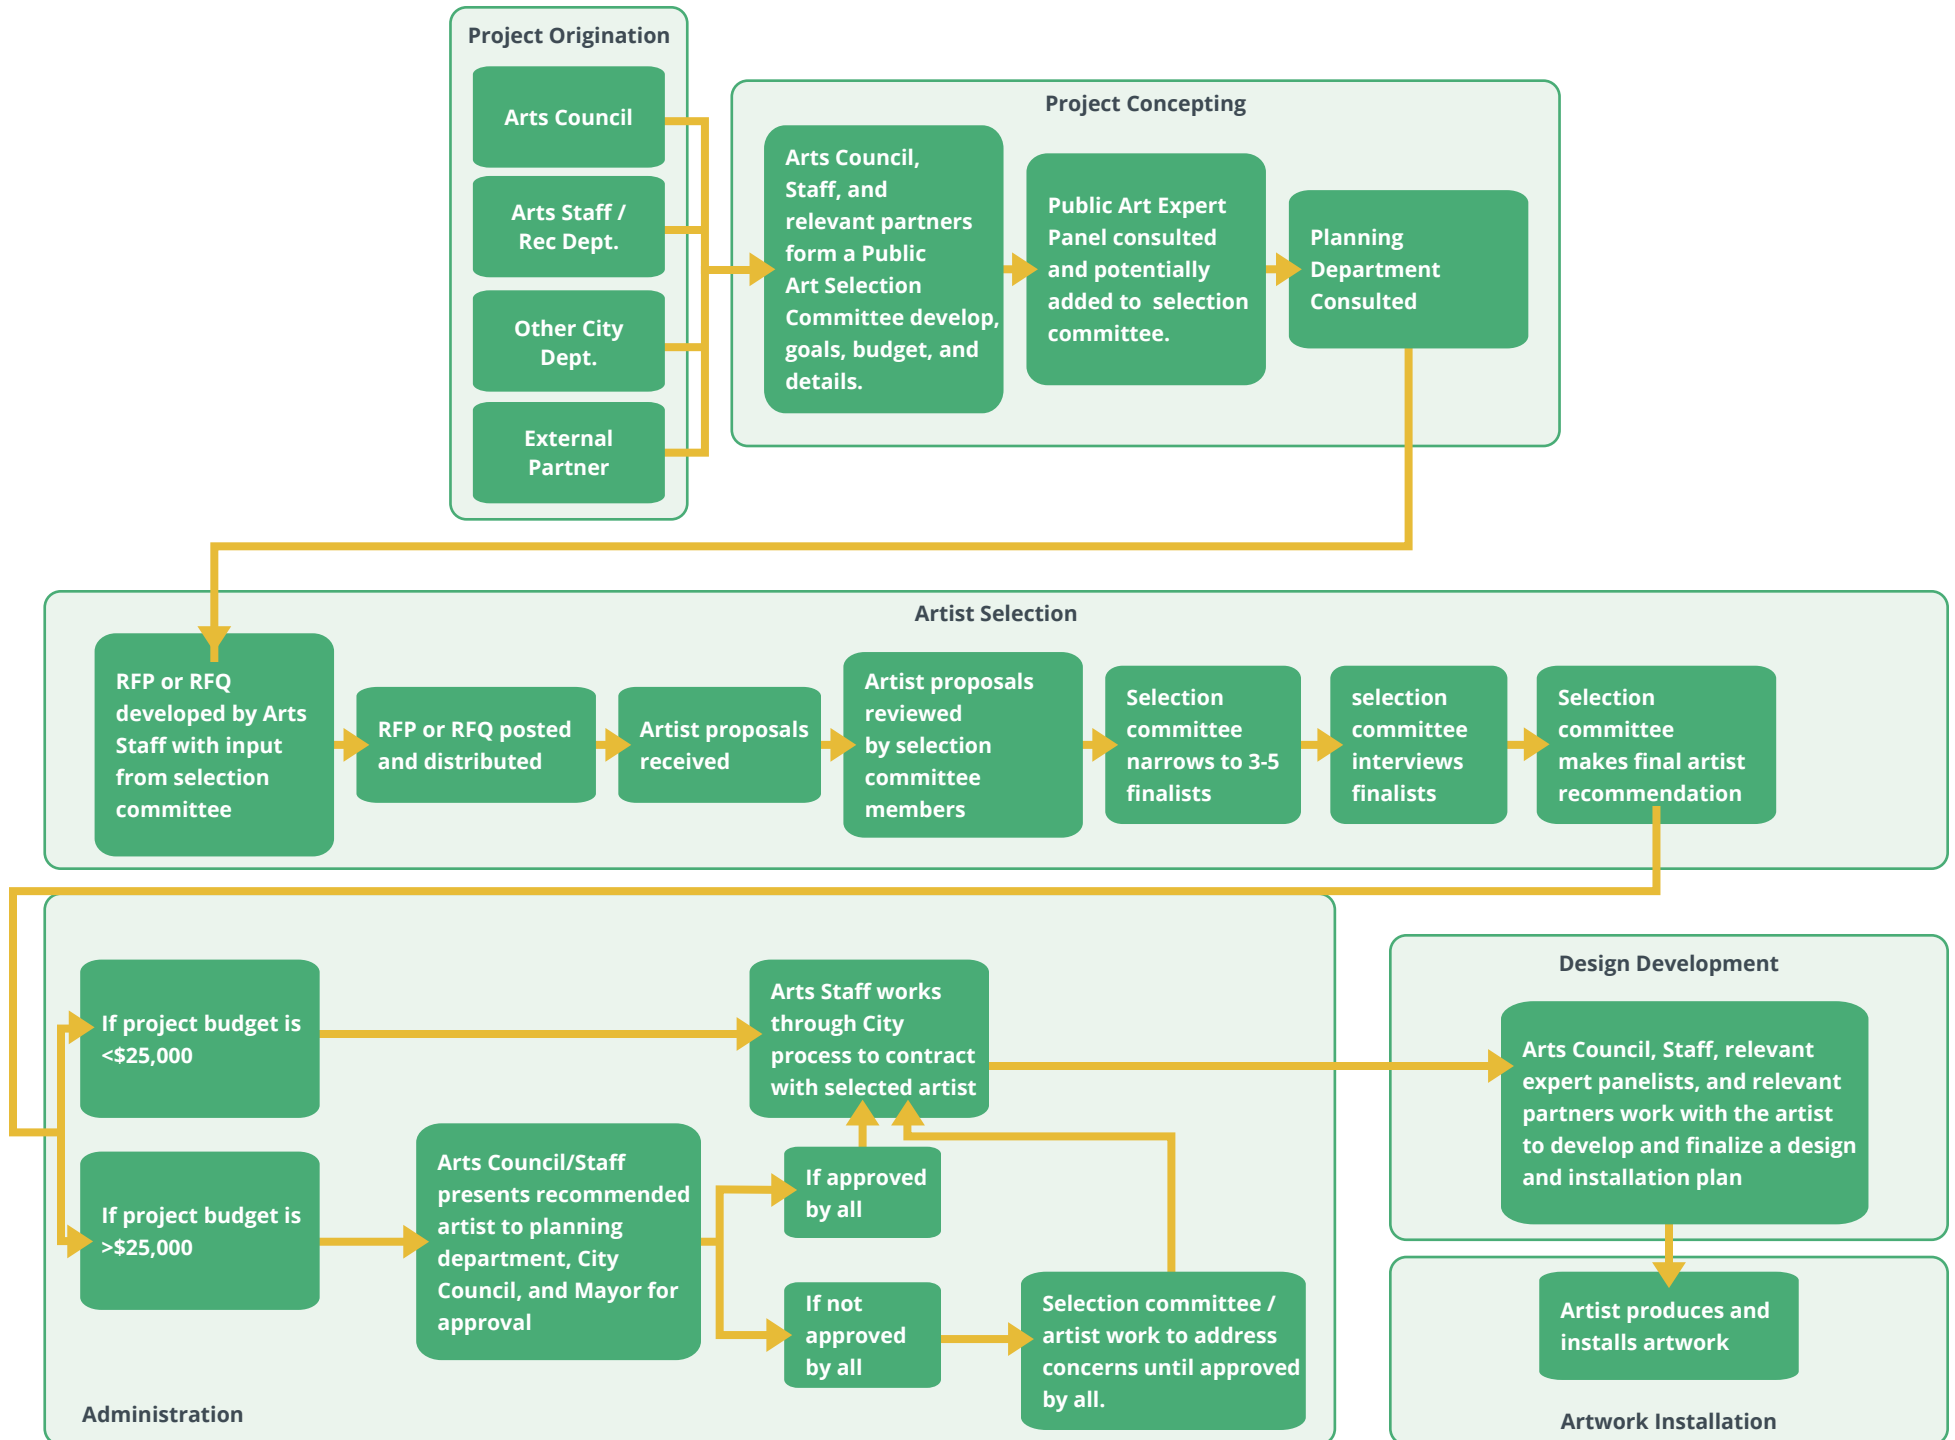 Project Origination
Arts Council
Arts Staff /
Rec Dept.
Other City
Dept.
External
Partner
Project Concepting
Arts Council,
Staff, and
relevant partners
form a Public
Art Selection
Committee develop,
goals, budget, and
details.
Public Art Expert
Panel consulted
and potentially
added to  selection
committee.
Planning
Department
Consulted
Artist Selection
RFP or RFQ
developed by Arts
Staff with input
from selection
committee
RFP or RFQ posted
and distributed
Artist proposals
received
Artist proposals
reviewed
by selection
committee
members
Selection
committee
narrows to 3-5
finalists
selection
committee
interviews
finalists
Selection
committee
makes final artist
recommendation
If project budget is
<$25,000
If project budget is
>$25,000
Arts Council/Staff
presents recommended
artist to planning
department, City
Council, and Mayor for
approval
Arts Staff works
through City
process to contract
with selected artist
If approved
by all
If not
approved
by all
Selection committee /
artist work to address
concerns until approved
by all.
Administration
Design Development
Arts Council, Staff, relevant
expert panelists, and relevant
partners work with the artist
to develop and finalize a design
and installation plan
Artist produces and
installs artwork
Artwork Installation